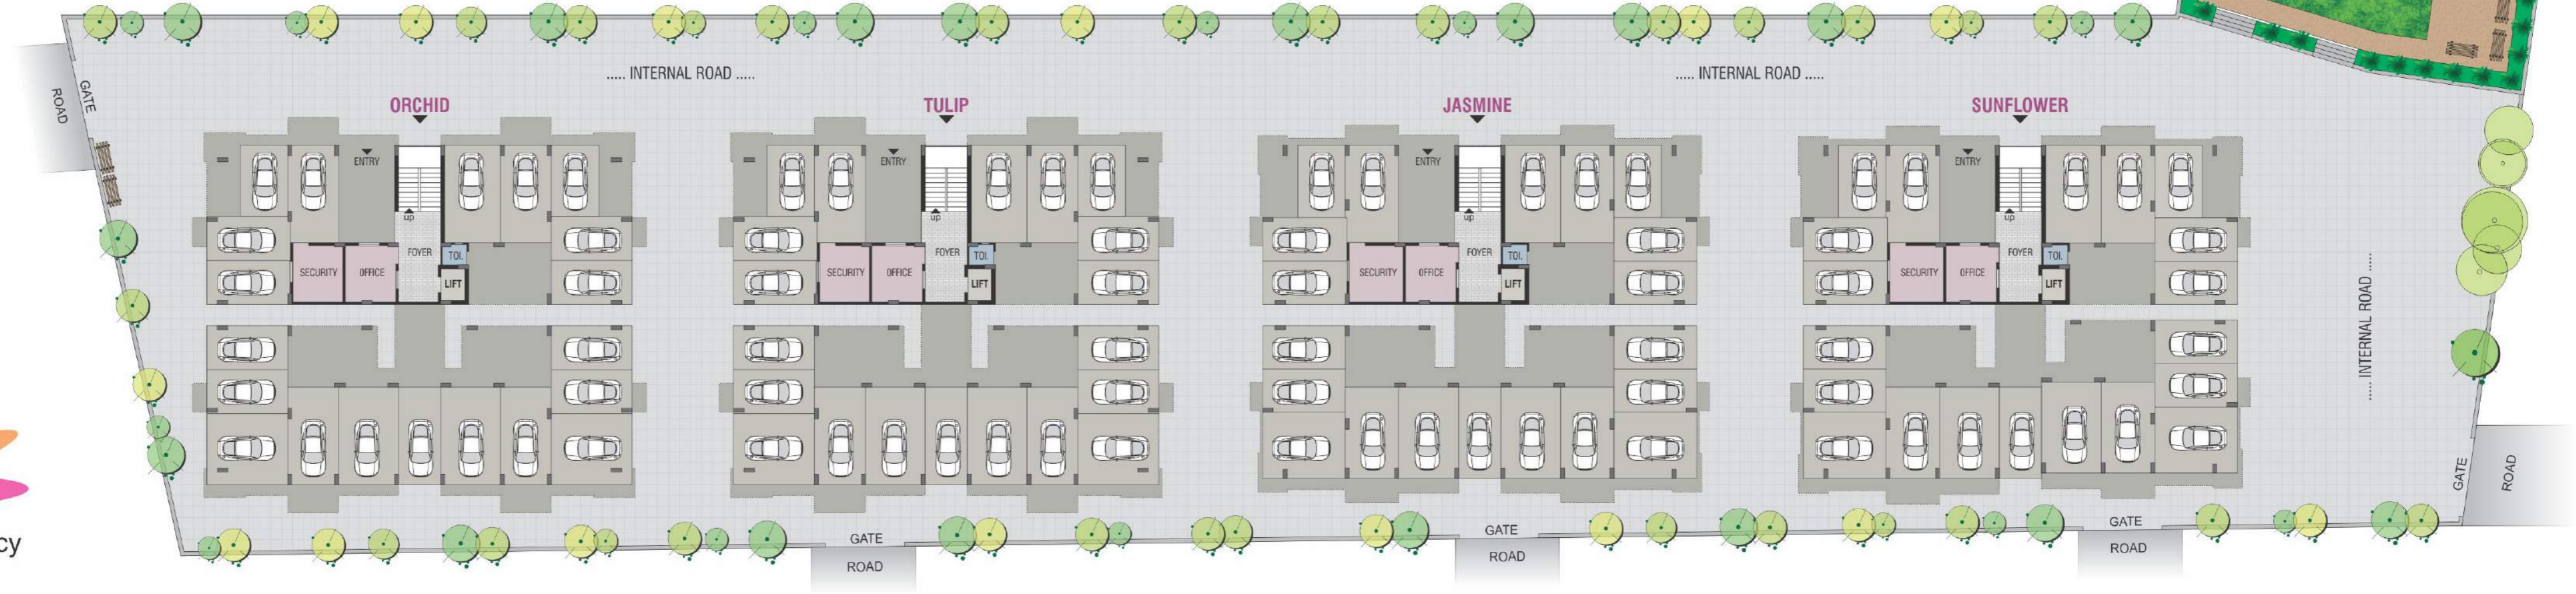 ..... INTERNAL ROAD .....
..... INTERNAL ROAD .....
GATE
ROAD
ORCHID
TULIP
JASMINE
SUNFLOWER
ENTRY
up
FOYER
TOI.
SECURITY
OFFICE
LIFT
ENTRY
up
FOYER
TOI.
SECURITY
OFFICE
LIFT
ENTRY
up
FOYER
TOI.
SECURITY
OFFICE
LIFT
ENTRY
up
FOYER
TOI.
SECURITY
OFFICE
LIFT
..... INTERNAL ROAD .....
GATE
ROAD
cy
GATE
ROAD
GATE
ROAD
GATE
ROAD